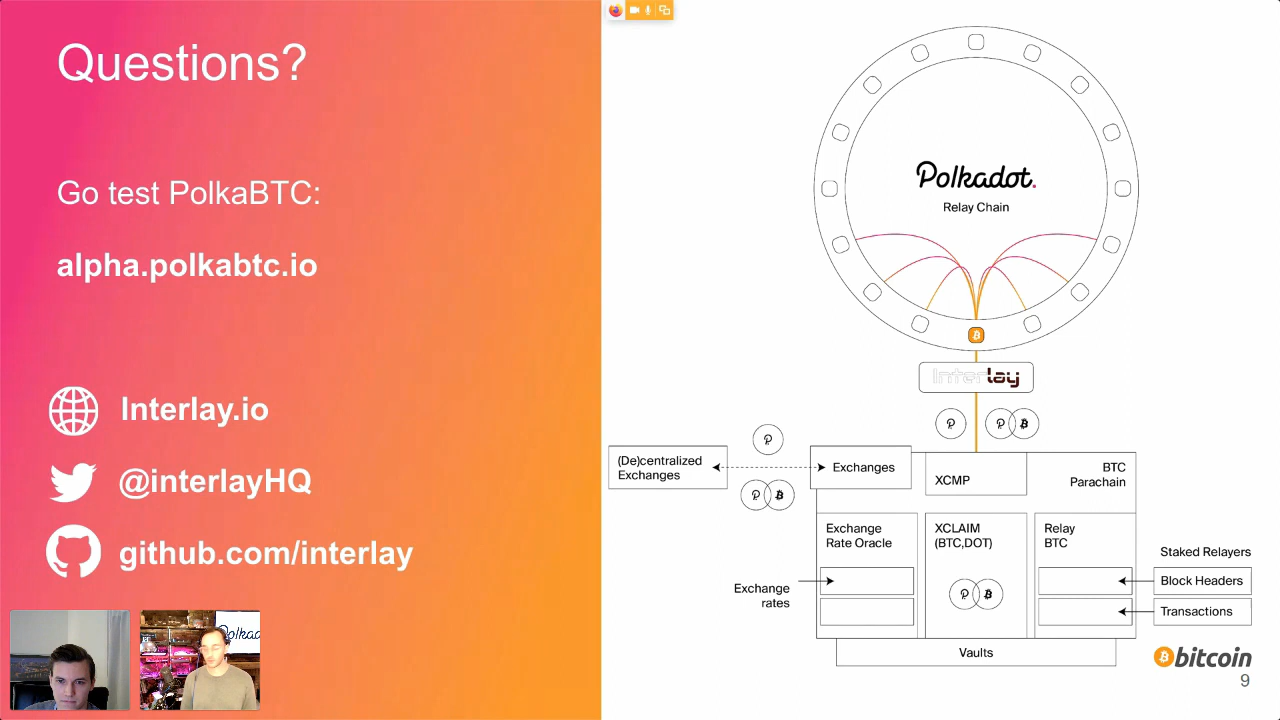 Questions?
Go test PolkaBTC:
alpha.polkabtc.io
Interlay.io
@interlayHQ
github.com/interlay
Polkadot.
Relay Chain
Interlay
(De)centralized
Exchanges
Exchanges
XCMP
BTC
Parachain
Exchange
Rate Oracle
XCLAIM
(BTC,DOT)
Relay
BTC
Exchange
rates
Staked Relayers
Block Headers
Transactions
Vaults
bitcoin
9